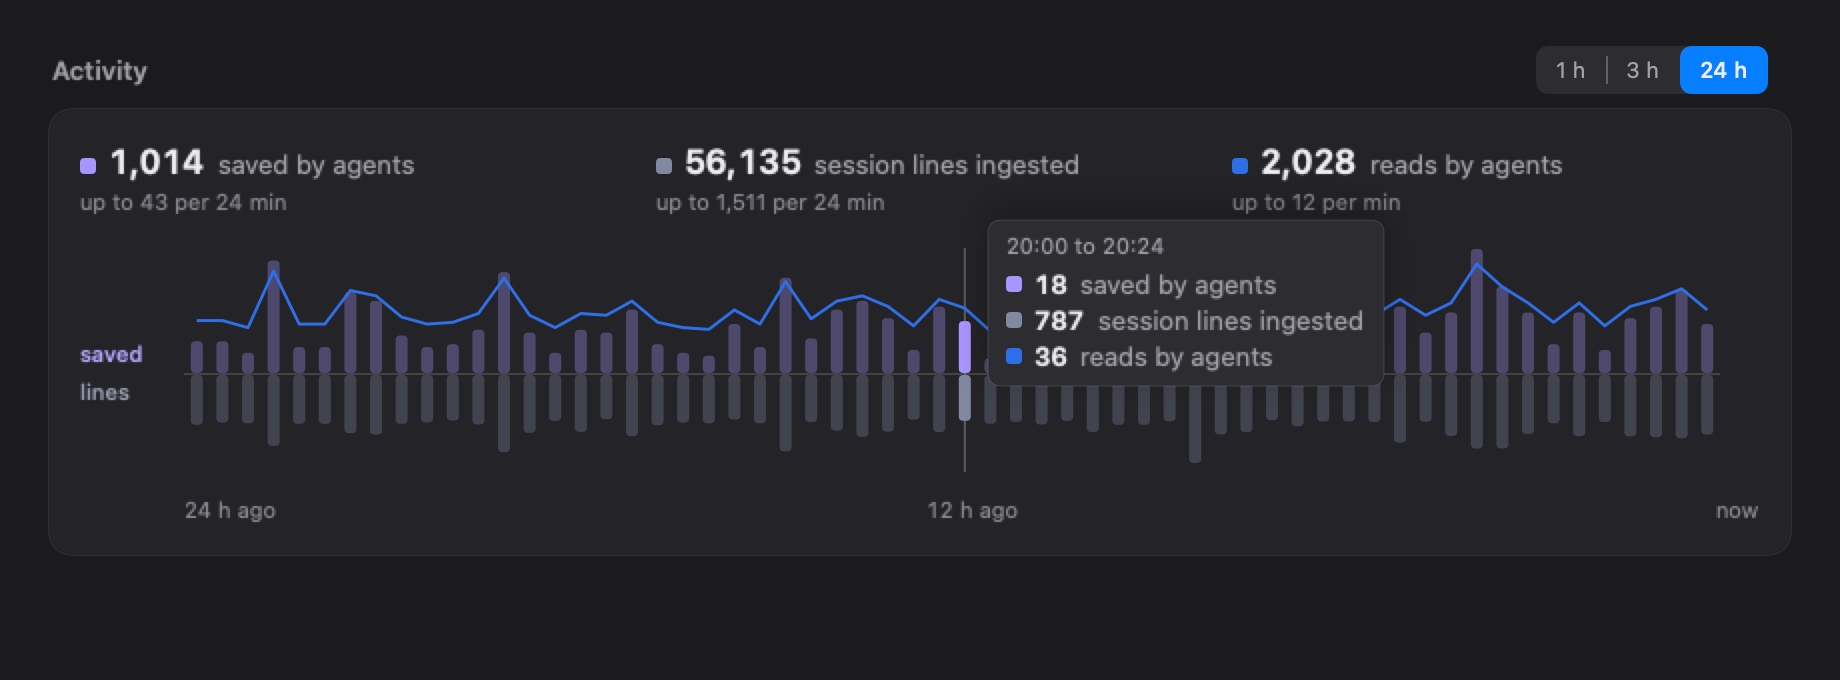 Activity
1 h
3 h
24 h
1,014 saved by agents
up to 43 per 24 min
56,135 session lines ingested
up to 1,511 per 24 min
2,028 reads by agents
up to 12 per min
20:00 to 20:24
18 saved by agents
787 session lines ingested
36 reads by agents
saved
lines
24 h ago
12 h ago
now